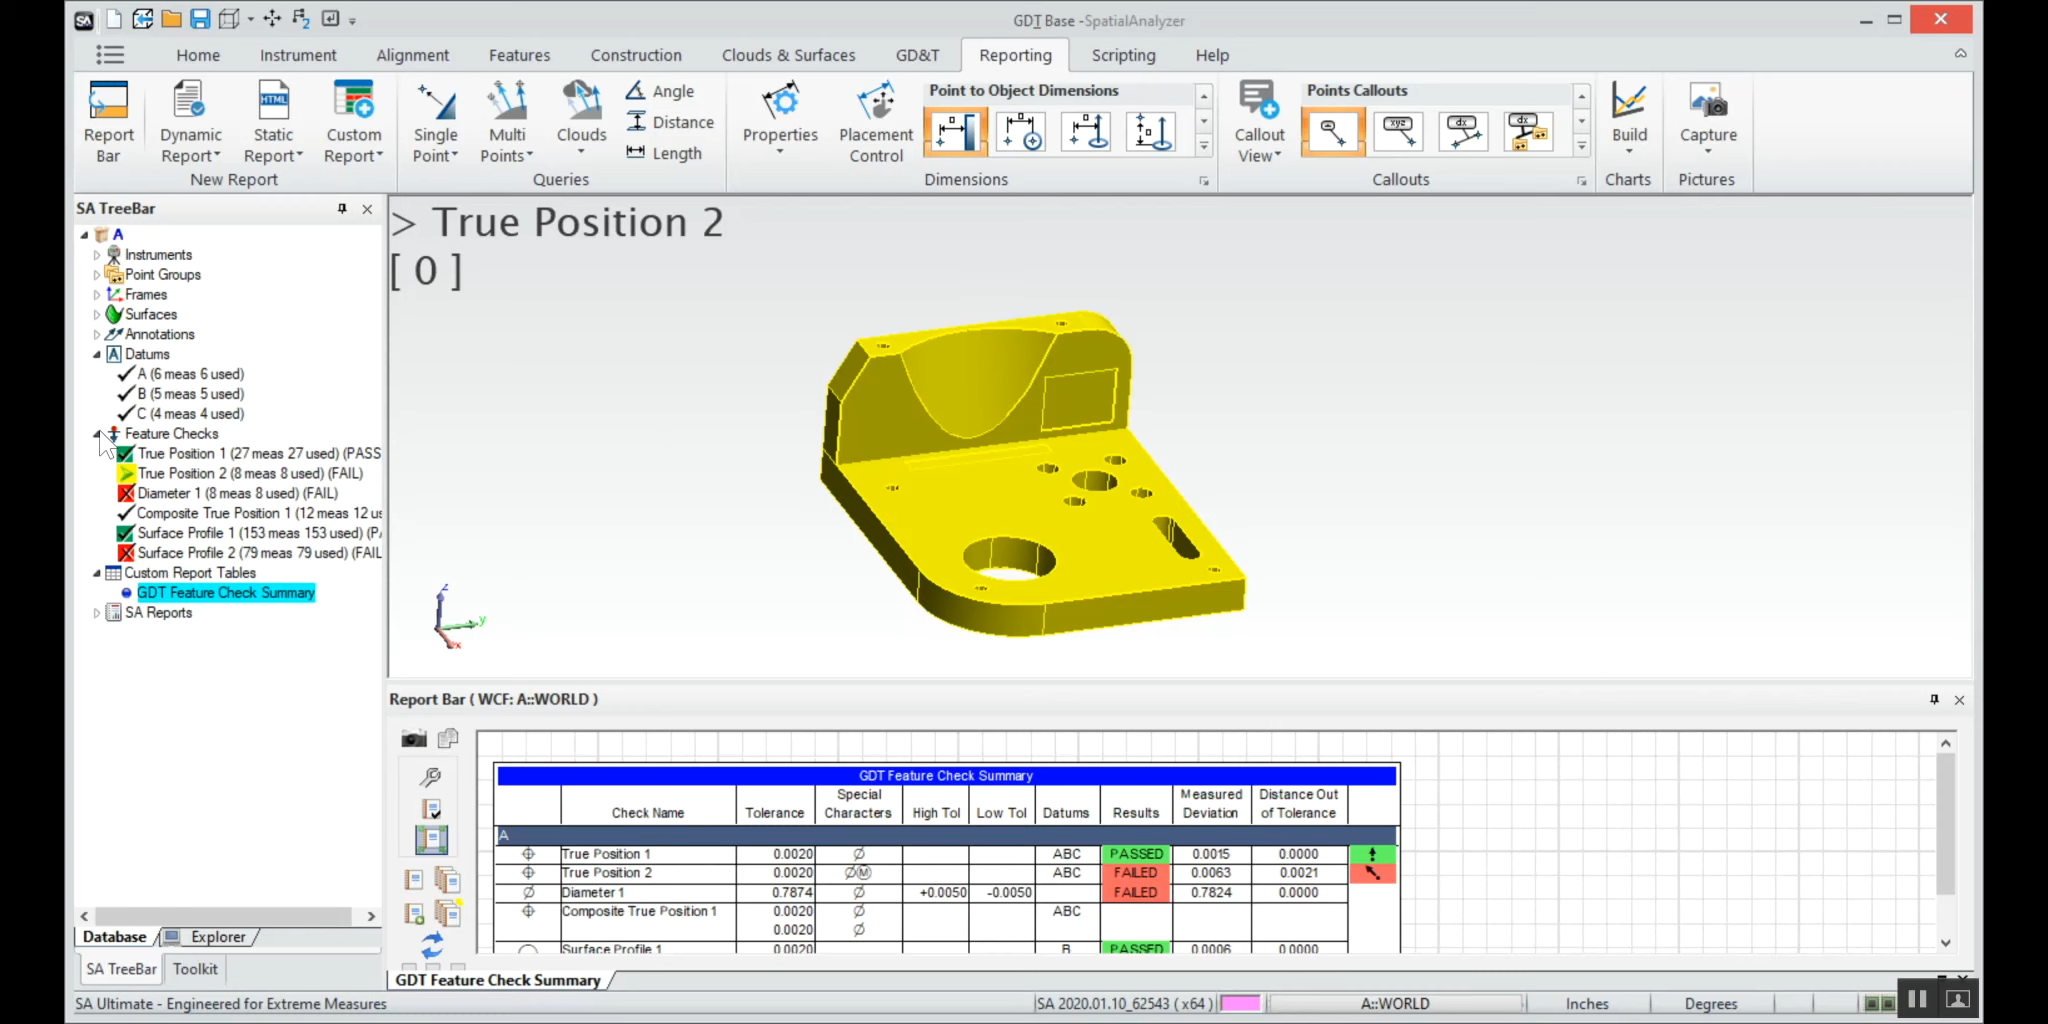 GDT Base - SpatialAnalyzer
Home Instrument Alignment Features Construction Clouds & Surfaces GD&T Reporting Scripting Help
Report Bar
Dynamic Report
Static Report
Custom Report
New Report
Single Point
Multi Points
Clouds
Angle
Distance
Length
Queries
Properties
Placement Control
Point to Object Dimensions
Dimensions
Callout View
Points Callouts
Callouts
Build
Charts
Capture
Pictures
SA TreeBar
A
Instruments
Point Groups
Frames
Surfaces
Annotations
Datums
A (6 meas 6 used)
B (5 meas 5 used)
C (4 meas 4 used)
Feature Checks
True Position 1 (27 meas 27 used) (PASS
True Position 2 (8 meas 8 used) (FAIL)
Diameter 1 (8 meas 8 used) (FAIL)
Composite True Position 1 (12 meas 12 us
Surface Profile 1 (153 meas 153 used) (PA
Surface Profile 2 (79 meas 79 used) (FAIL
Custom Report Tables
GDT Feature Check Summary
SA Reports
Database Explorer
SA TreeBar Toolkit
> True Position 2
[ 0 ]
z
y
x
Report Bar ( WCF: A::WORLD )
GDT Feature Check Summary
Check Name Tolerance Special Characters High Tol Low Tol Datums Results Measured Deviation Distance Out of Tolerance
A
⌖ True Position 1 0.0020 ∅ ABC PASSED 0.0015 0.0000
⌖ True Position 2 0.0020 ∅Ⓜ ABC FAILED 0.0063 0.0021
∅ Diameter 1 0.7874 ∅ +0.0050 -0.0050 FAILED 0.7824 0.0000
⌖ Composite True Position 1 0.0020 ∅ ABC
0.0020 ∅
Surface Profile 1 0.0020 B PASSED 0.0006 0.0000
GDT Feature Check Summary
SA Ultimate - Engineered for Extreme Measures SA 2020.01.10_62543 ( x64 ) A::WORLD Inches Degrees